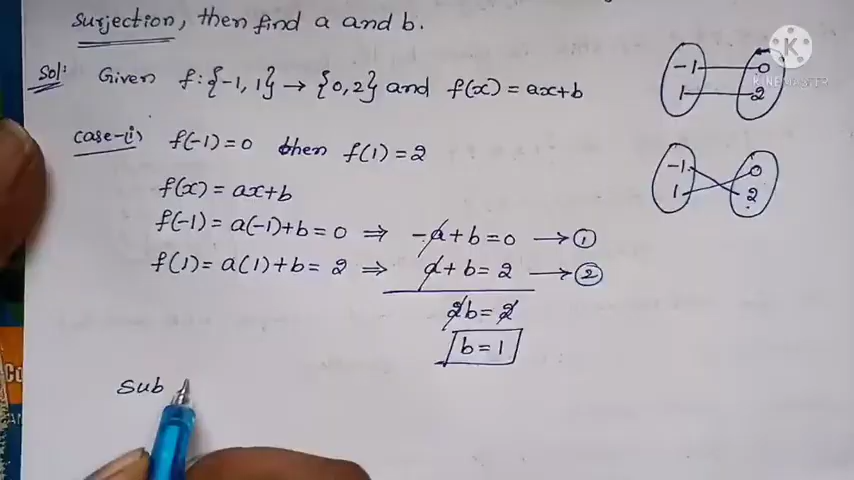 surjection, then find a and b.
Sol: Given f:{-1, 1} → {0,2} and f(x) = ax+b
case-(i) f(-1)=0 then f(1)=2
f(x) = ax+b
f(-1) = a(-1)+b = 0 ⇒ -a+b=0 → ①
f(1) = a(1)+b = 2 ⇒ a+b = 2 → ②
2b = 2
b = 1
Sub
-1 0
1 2
-1 0
1 2
K
KINEMASTER